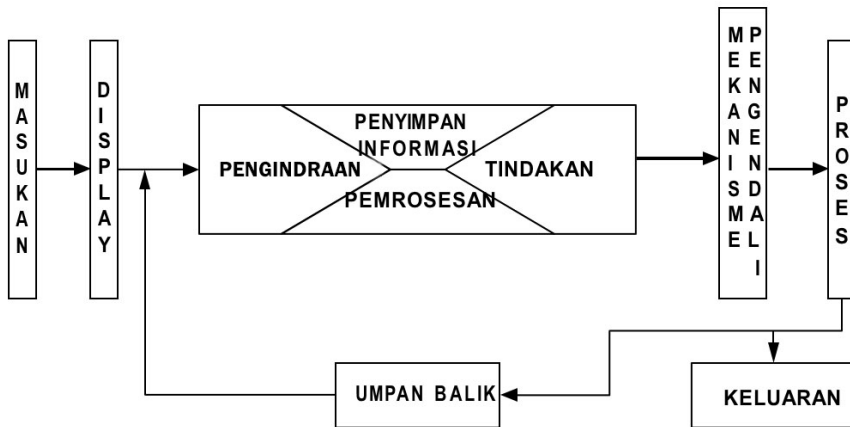 MASUKAN
DISPLAY
PENGINDRAAN
PENYIMPAN
INFORMASI
PEMROSESAN
TINDAKAN
MEKANISME
PENGENDALI
PROSES
UMPAN BALIK
KELUARAN